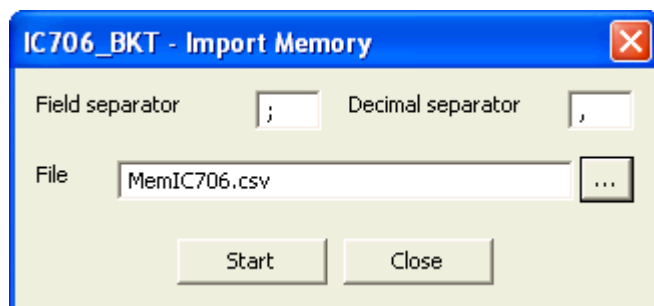 IC706_BKT - Import Memory
Field separator ; Decimal separator ,
File MemIC706.csv ...
Start Close